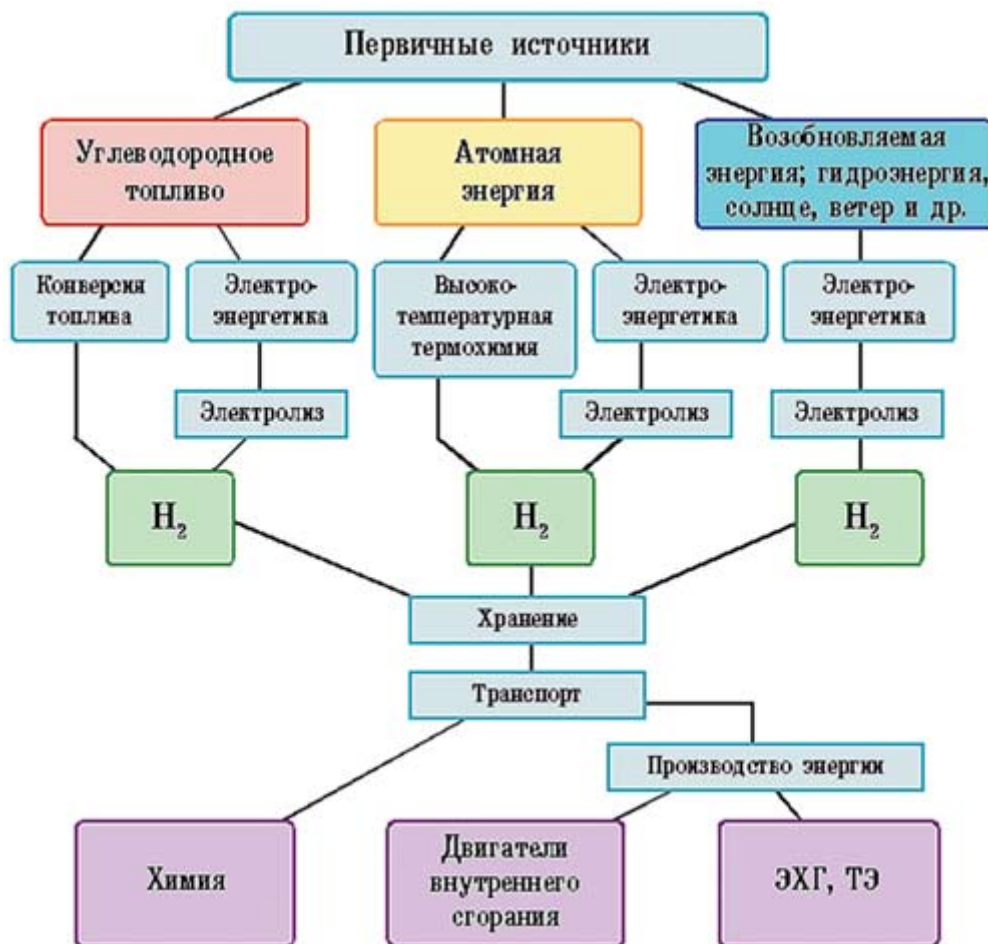 Первичные источники
Углеводородное
топливо
Атомная
энергия
Возобновляемая
энергия; гидроэнергия,
солнце, ветер и др.
Конверсия
топлива
Электро-
энергетика
Высоко-
температурная
термохимия
Электро-
энергетика
Электро-
энергетика
Электролиз
Электролиз
Электролиз
H₂
H₂
H₂
Хранение
Транспорт
Производство энергии
Химия
Двигатели
внутреннего
сгорания
ЭХГ, ТЭ